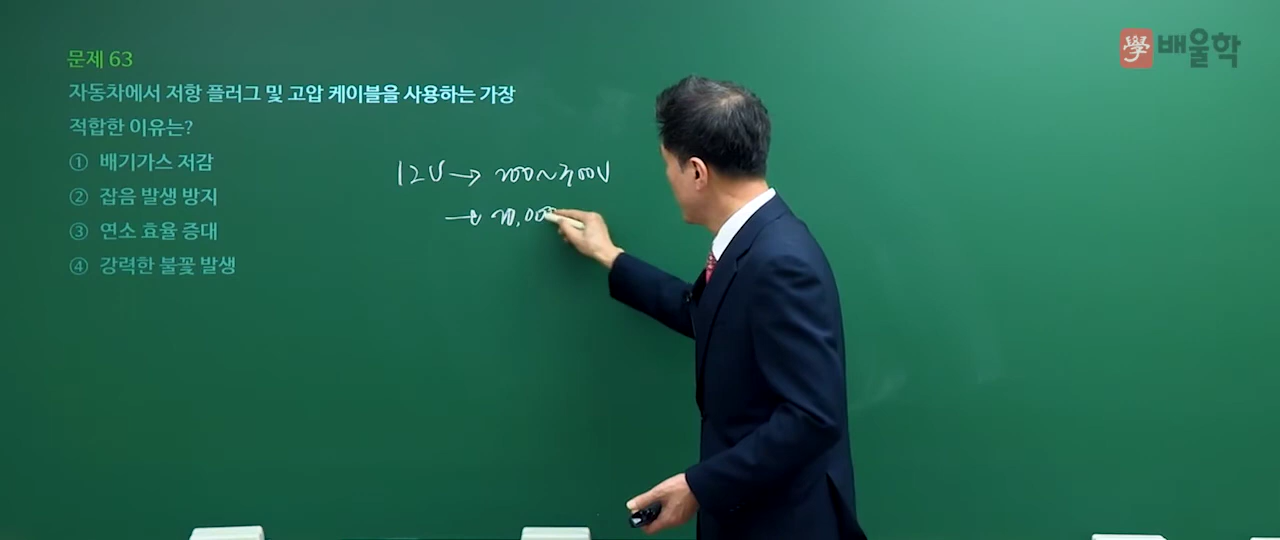 문제 63
자동차에서 저항 플러그 및 고압 케이블을 사용하는 가장
적합한 이유는?
① 배기가스 저감
② 잡음 발생 방지
③ 연소 효율 증대
④ 강력한 불꽃 발생
12V → 200~300V
→ 20,000
學 배울학